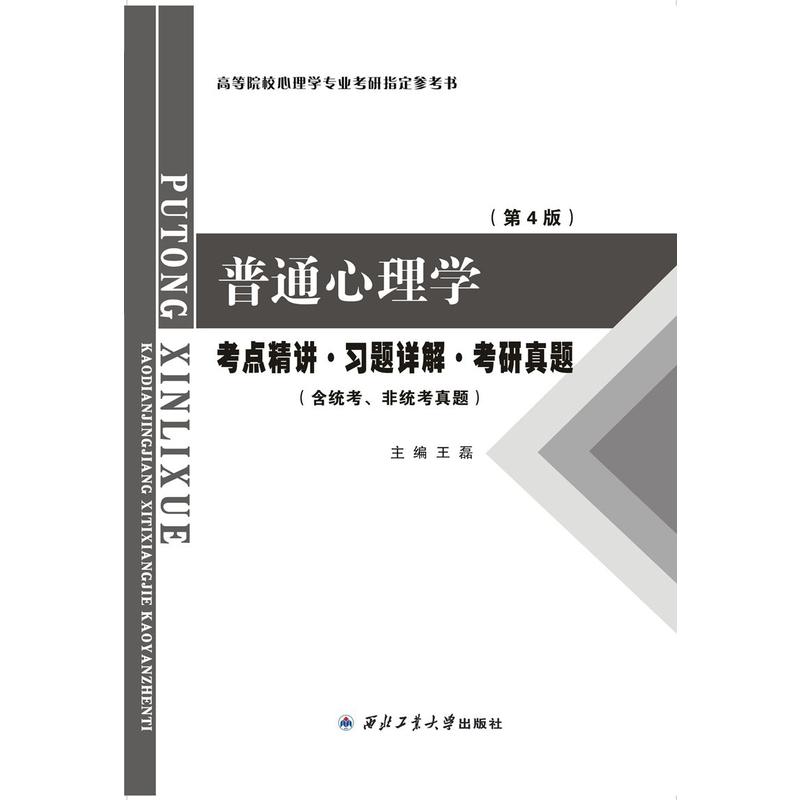 高等院校心理学专业考研指定参考书
(第4版)
普通心理学
考点精讲·习题详解·考研真题
(含统考、非统考真题)
主编 王磊
PUTONG XINLIXUE
KAODIANJINGJIANG XITIXIANGJIE KAOYANZHENTI
西北工业大学出版社